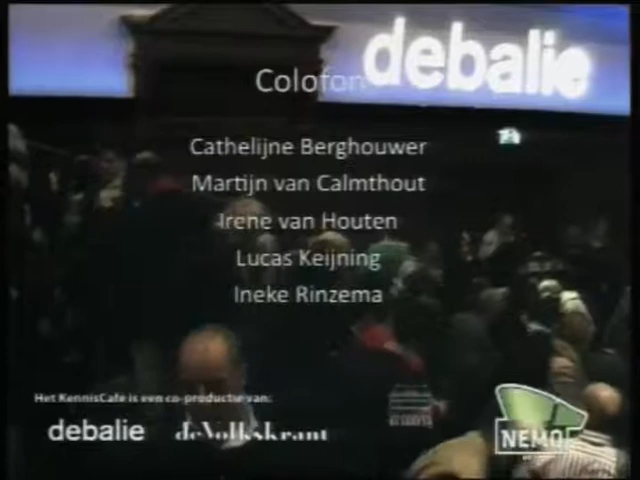 debalie
Colofon
Cathelijne Berghouwer
Martijn van Calmthout
Irene van Houten
Lucas Keijning
Ineke Rinzema
Het KennisCafé is een co-productie van:
debalie
deVolkskrant
NEMO